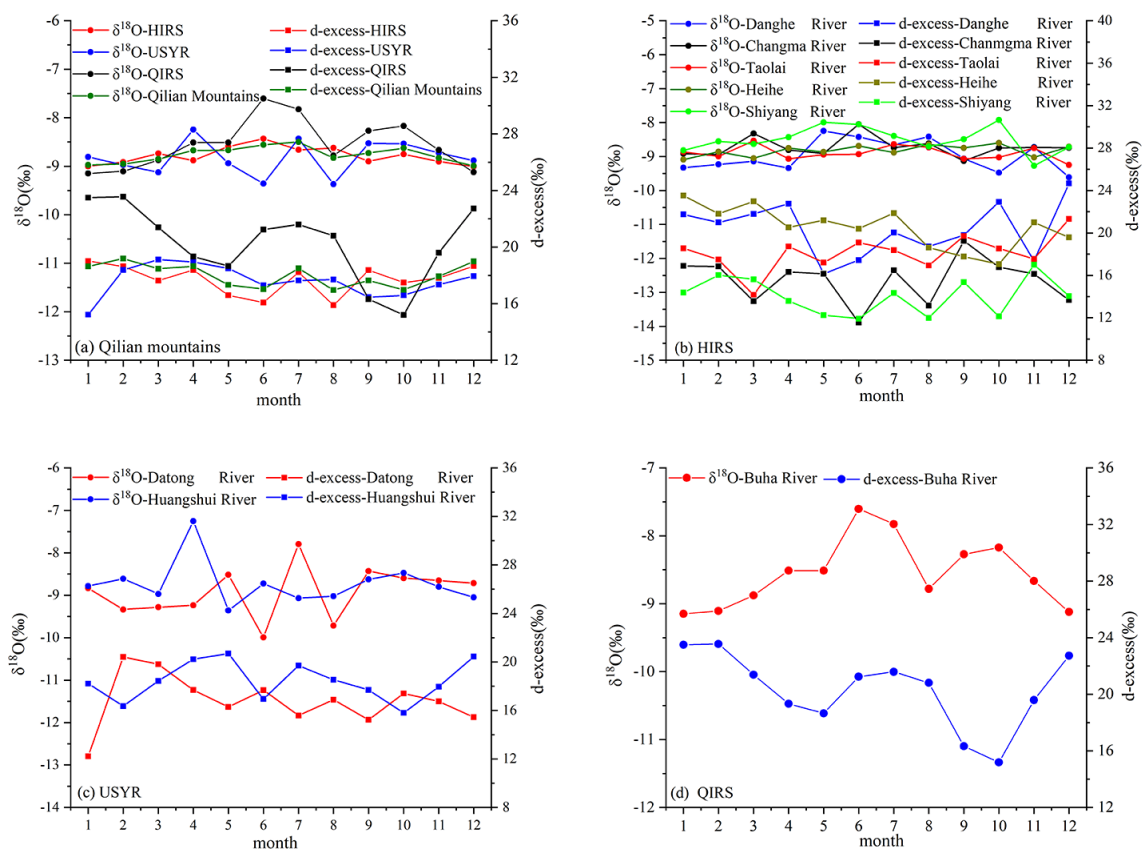 δ¹⁸O-HIRS d-excess-HIRS
δ¹⁸O-USYR d-excess-USYR
δ¹⁸O-QIRS d-excess-QIRS
δ¹⁸O-Qilian Mountains d-excess-Qilian Mountains
-5
-6
-7
-8
-9
-10
-11
-12
-13
δ¹⁸O(‰)
36
32
28
24
20
16
12
d-excess(‰)
(a) Qilian mountains
1 2 3 4 5 6 7 8 9 10 11 12
month
δ¹⁸O-Danghe River d-excess-Danghe River
δ¹⁸O-Changma River d-excess-Chanmgma River
δ¹⁸O-Taolai River d-excess-Taolai River
δ¹⁸O-Heihe River d-excess-Heihe River
δ¹⁸O-Shiyang River d-excess-Shiyang River
-5
-6
-7
-8
-9
-10
-11
-12
-13
-14
-15
δ¹⁸O(‰)
40
36
32
28
24
20
16
12
8
d-excess(‰)
(b) HIRS
1 2 3 4 5 6 7 8 9 10 11 12
month
δ¹⁸O-Datong River d-excess-Datong River
δ¹⁸O-Huangshui River d-excess-Huangshui River
-6
-7
-8
-9
-10
-11
-12
-13
-14
δ¹⁸O(‰)
36
32
28
24
20
16
12
8
d-excess(‰)
(c) USYR
1 2 3 4 5 6 7 8 9 10 11 12
month
δ¹⁸O-Buha River d-excess-Buha River
-7
-8
-9
-10
-11
-12
δ¹⁸O(‰)
36
32
28
24
20
16
12
d-excess(‰)
(d) QIRS
1 2 3 4 5 6 7 8 9 10 11 12
month